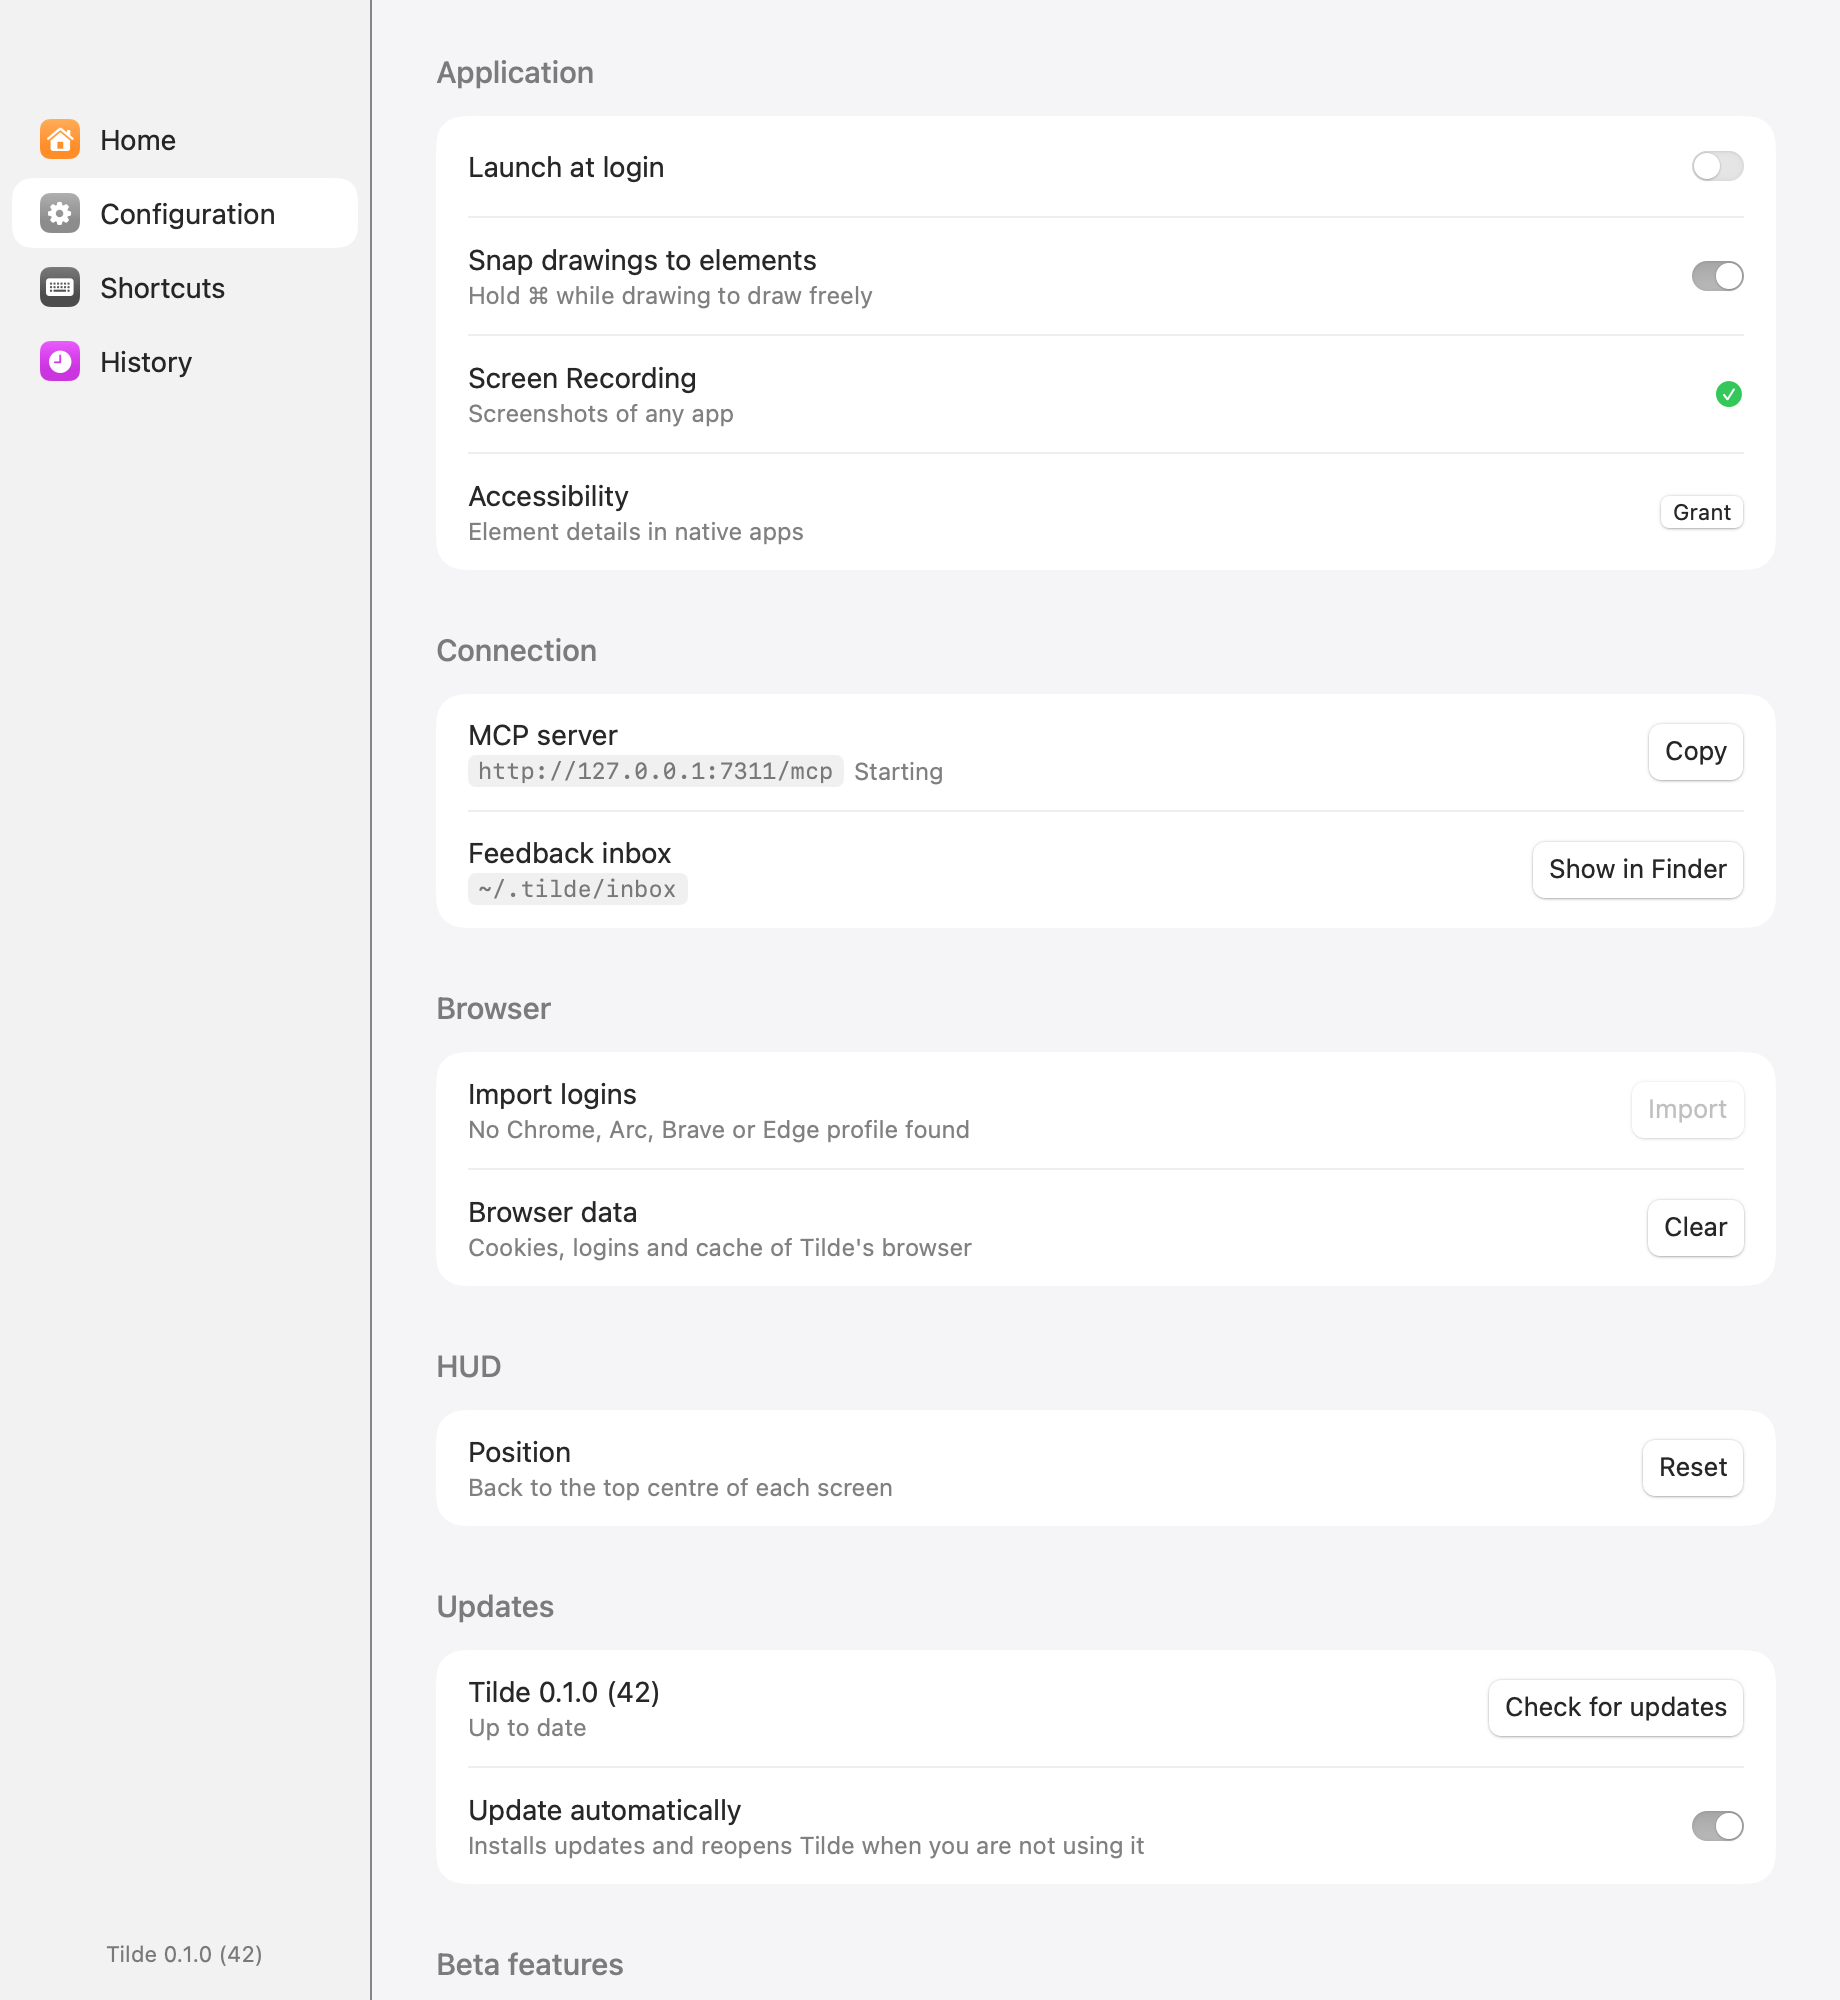 Home
Configuration
Shortcuts
History
Tilde 0.1.0 (42)
Application
Launch at login
Snap drawings to elements
Hold ⌘ while drawing to draw freely
Screen Recording
Screenshots of any app
Accessibility
Element details in native apps
Grant
Connection
MCP server
http://127.0.0.1:7311/mcp Starting
Copy
Feedback inbox
~/.tilde/inbox
Show in Finder
Browser
Import logins
No Chrome, Arc, Brave or Edge profile found
Import
Browser data
Cookies, logins and cache of Tilde's browser
Clear
HUD
Position
Back to the top centre of each screen
Reset
Updates
Tilde 0.1.0 (42)
Up to date
Check for updates
Update automatically
Installs updates and reopens Tilde when you are not using it
Beta features